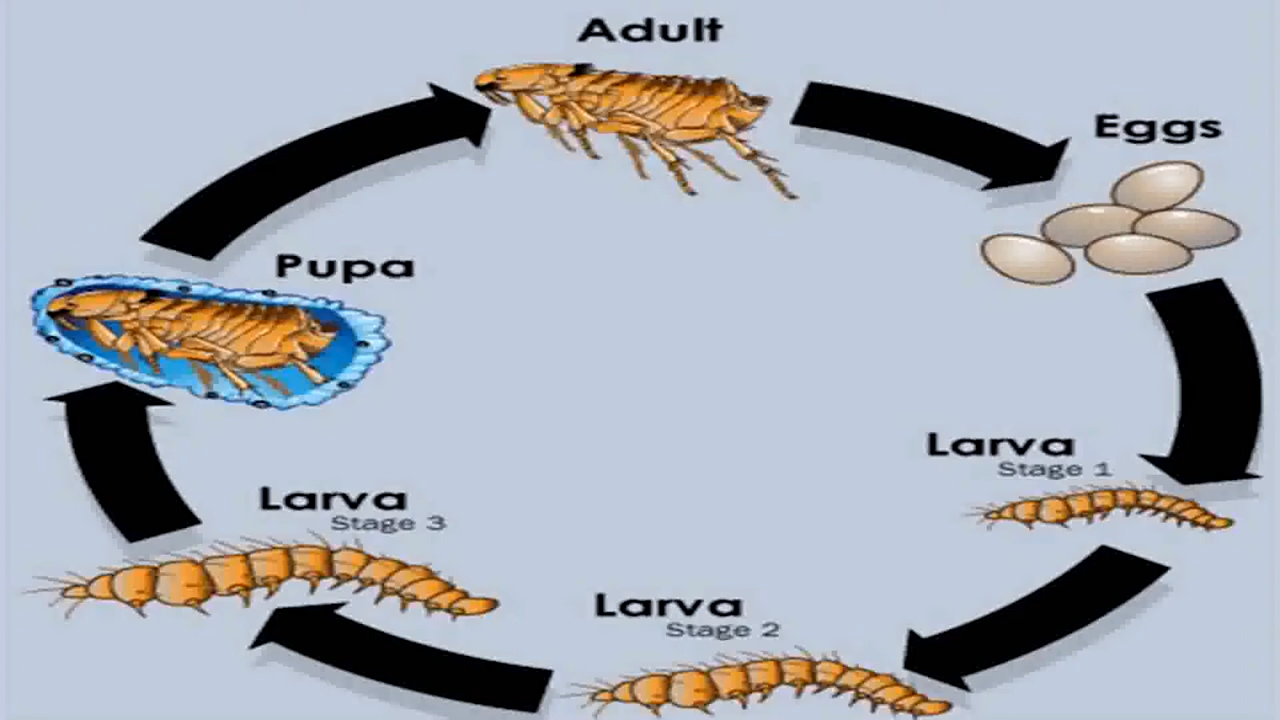 Adult
Eggs
Larva
Stage 1
Larva
Stage 2
Larva
Stage 3
Pupa